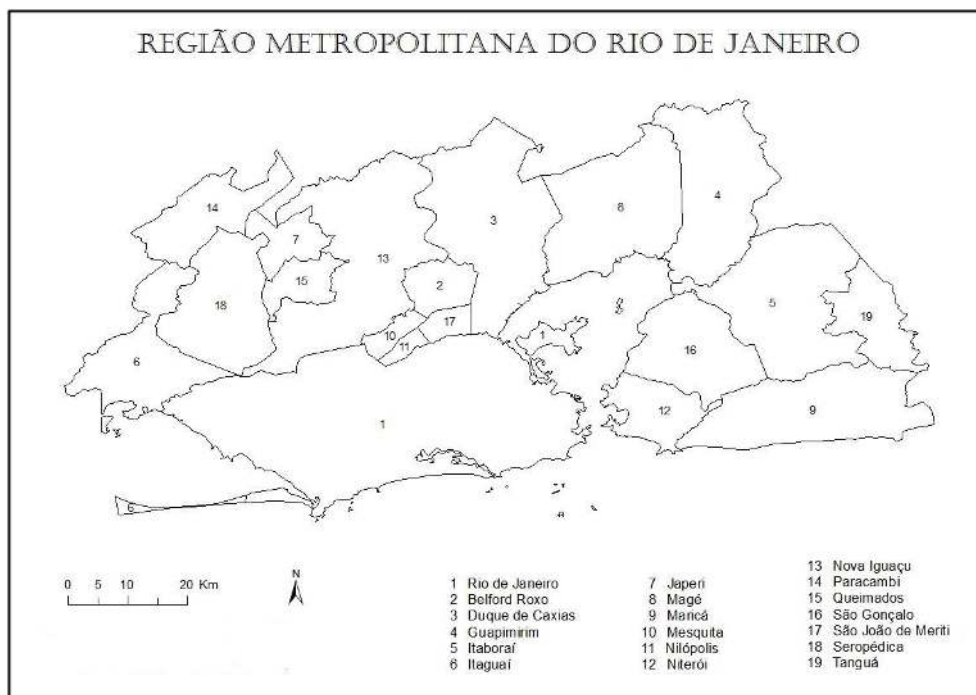 REGIÃO METROPOLITANA DO RIO DE JANEIRO
4
14
8
3
7
13
15
2
18
5
17
19
10
1
11
16
6
12
9
1
6
0 5 10 20 Km
N
1 Rio de Janeiro
2 Belford Roxo
3 Duque de Caxias
4 Guapimirim
5 Itaboraí
6 Itaguaí
7 Japeri
8 Magé
9 Maricá
10 Mesquita
11 Nilópolis
12 Niterói
13 Nova Iguaçu
14 Paracambi
15 Queimados
16 São Gonçalo
17 São João de Meriti
18 Seropédica
19 Tanguá